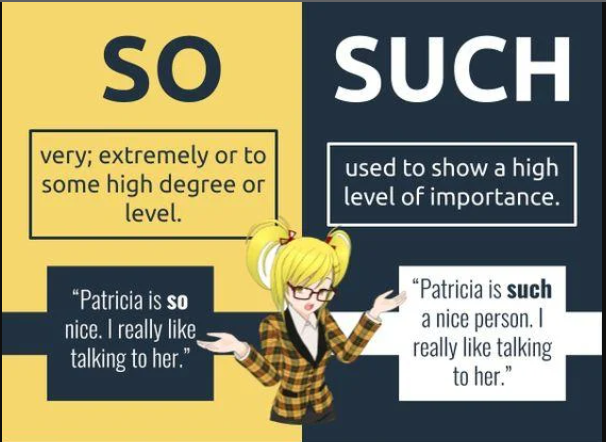 SO
very; extremely or to
some high degree or
level.
“Patricia is so
nice. I really like
talking to her.”
SUCH
used to show a high
level of importance.
“Patricia is such
a nice person. I
really like talking
to her.”